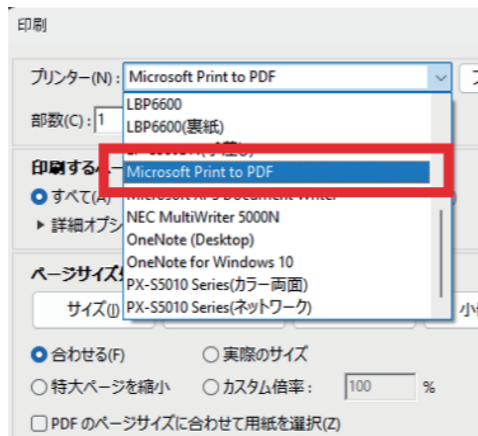 印刷
プリンター(N): Microsoft Print to PDF
LBP6600
部数(C): 1
LBP6600(裏紙)
印刷する
Microsoft Print to PDF
すべて(A)
NEC MultiWriter 5000N
詳細オプシ
OneNote (Desktop)
OneNote for Windows 10
ページサイズ
PX-S5010 Series(カラー両面)
サイズ(I)
PX-S5010 Series(ネットワーク)
合わせる(F) 実際のサイズ
特大ページを縮小 カスタム倍率: 100 %
PDF のページサイズに合わせて用紙を選択(Z)